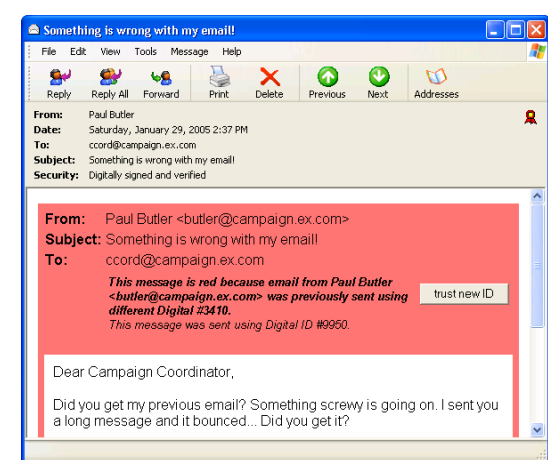 Something is wrong with my email!
File Edit View Tools Message Help
Reply Reply All Forward Print Delete Previous Next Addresses
From: Paul Butler
Date: Saturday, January 29, 2005 2:37 PM
To: ccord@campaign.ex.com
Subject: Something is wrong with my email!
Security: Digitally signed and verified
From: Paul Butler <butler@campaign.ex.com>
Subject: Something is wrong with my email!
To: ccord@campaign.ex.com
This message is red because email from Paul Butler
<butler@campaign.ex.com> was previously sent using
different Digital #3410.
This message was sent using Digital ID #9950.
trust new ID
Dear Campaign Coordinator,
Did you get my previous email? Something screwy is going on. I sent you
a long message and it bounced... Did you get it?